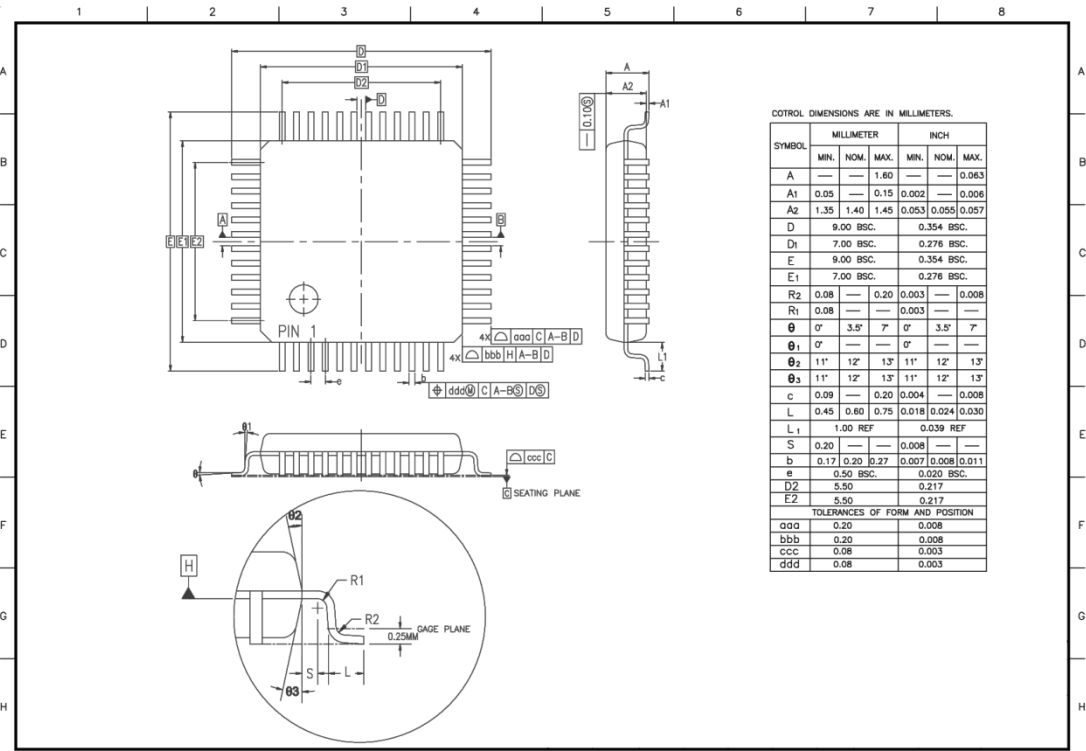 1 2 3 4 5 6 7 8
A A
B B
C C
D D
E E
F F
G G
H H
D
D1
D2
D
A
B
E E1 E2
PIN 1
4X aaa C A-B D
4X bbb H A-B D
e
b
dddⓂ C A-BⓈ DⓈ
A
A2
A1
— 0.10Ⓢ
L1
c
θ1
θ
ccc C
C SEATING PLANE
θ2
H
R1
R2
GAGE PLANE
0.25MM
S L
θ3
COTROL DIMENSIONS ARE IN MILLIMETERS.
SYMBOL MILLIMETER INCH
MIN. NOM. MAX. MIN. NOM. MAX.
A — — 1.60 — — 0.063
A1 0.05 — 0.15 0.002 — 0.006
A2 1.35 1.40 1.45 0.053 0.055 0.057
D 9.00 BSC. 0.354 BSC.
D1 7.00 BSC. 0.276 BSC.
E 9.00 BSC. 0.354 BSC.
E1 7.00 BSC. 0.276 BSC.
R2 0.08 — 0.20 0.003 — 0.008
R1 0.08 — — 0.003 — —
θ 0° 3.5° 7° 0° 3.5° 7°
θ1 0° — — 0° — —
θ2 11° 12° 13° 11° 12° 13°
θ3 11° 12° 13° 11° 12° 13°
c 0.09 — 0.20 0.004 — 0.008
L 0.45 0.60 0.75 0.018 0.024 0.030
L1 1.00 REF 0.039 REF
S 0.20 — — 0.008 — —
b 0.17 0.20 0.27 0.007 0.008 0.011
e 0.50 BSC. 0.020 BSC.
D2 5.50 0.217
E2 5.50 0.217
TOLERANCES OF FORM AND POSITION
aaa 0.20 0.008
bbb 0.20 0.008
ccc 0.08 0.003
ddd 0.08 0.003